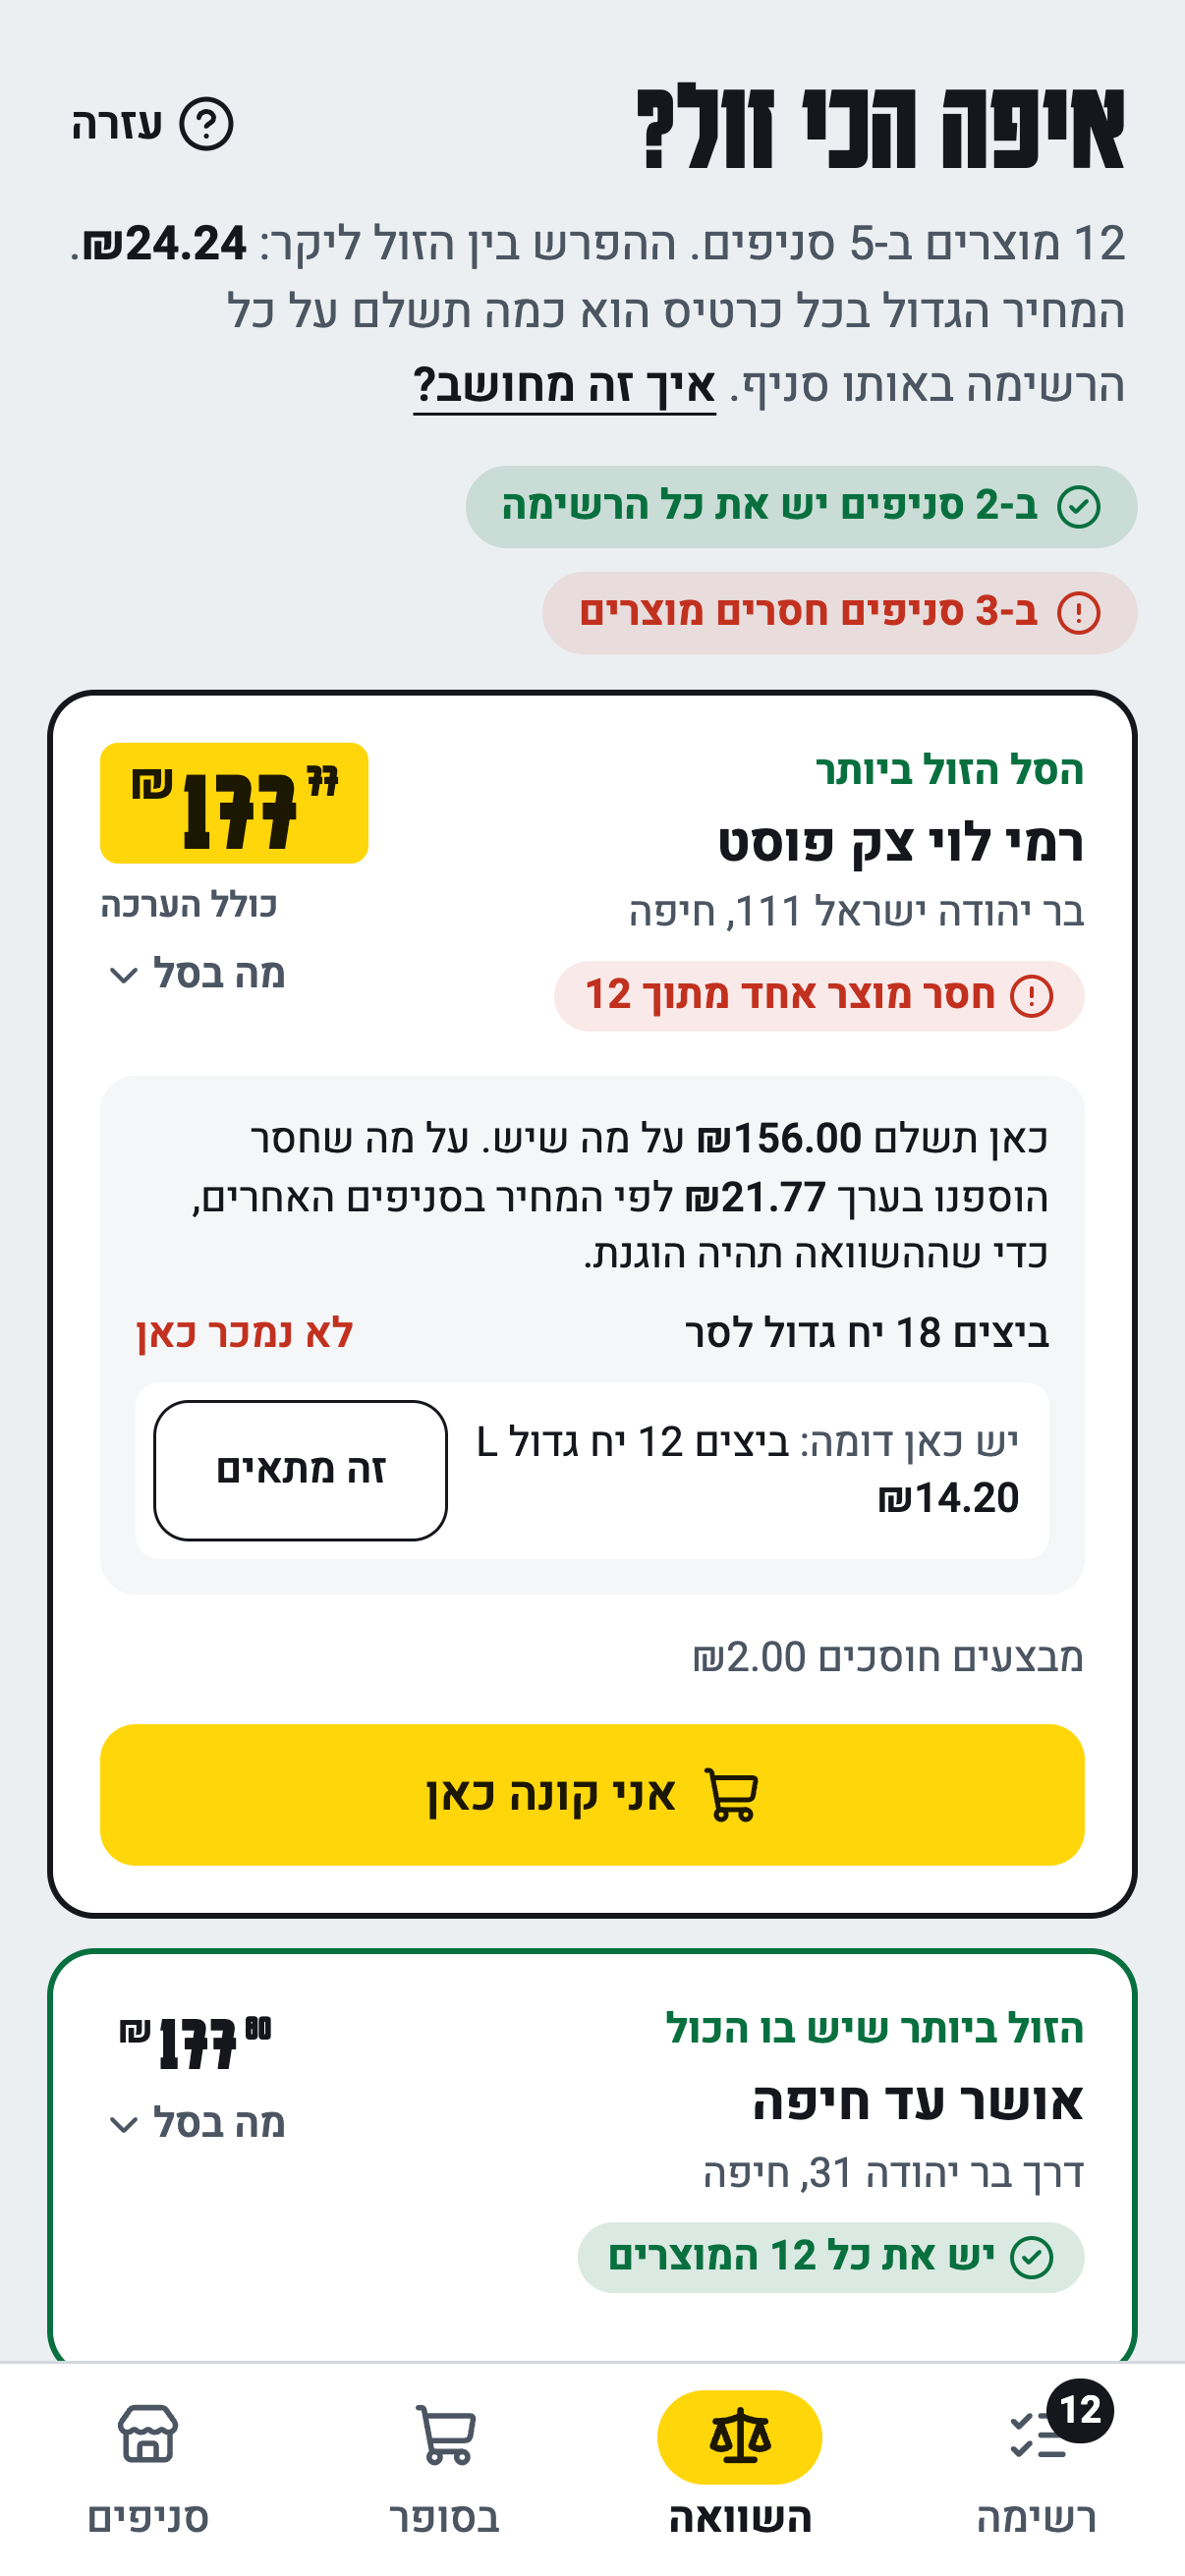 איפה הכי זול?
עזרה
12 מוצרים ב-5 סניפים. ההפרש בין הזול ליקר: 24.24₪.
המחיר הגדול בכל כרטיס הוא כמה תשלם על כל
הרשימה באותו סניף. איך זה מחושב?
ב-2 סניפים יש את כל הרשימה
ב-3 סניפים חסרים מוצרים
הסל הזול ביותר
רמי לוי צק פוסט
בר יהודה ישראל 111, חיפה
חסר מוצר אחד מתוך 12
₪177 77
כולל הערכה
מה בסל
כאן תשלם 156.00₪ על מה שיש. על מה שחסר
הוספנו בערך 21.77₪ לפי המחיר בסניפים האחרים,
כדי שההשוואה תהיה הוגנת.
ביצים 18 יח גדול לסר
לא נמכר כאן
יש כאן דומה: ביצים 12 יח גדול L
14.20₪
זה מתאים
מבצעים חוסכים 2.00₪
אני קונה כאן
הזול ביותר שיש בו הכול
אושר עד חיפה
דרך בר יהודה 31, חיפה
יש את כל 12 המוצרים
₪177 80
מה בסל
12
רשימה
השוואה
בסופר
סניפים